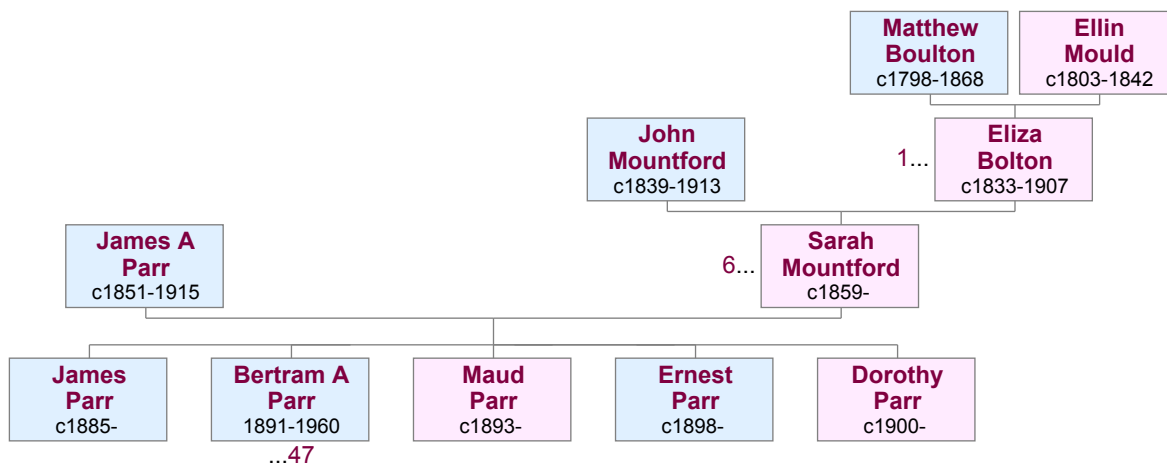 Matthew
Boulton
c1798-1868
Ellin
Mould
c1803-1842
John
Mountford
c1839-1913
1...
Eliza
Bolton
c1833-1907
James A
Parr
c1851-1915
6...
Sarah
Mountford
c1859-
James
Parr
c1885-
Bertram A
Parr
1891-1960
...47
Maud
Parr
c1893-
Ernest
Parr
c1898-
Dorothy
Parr
c1900-